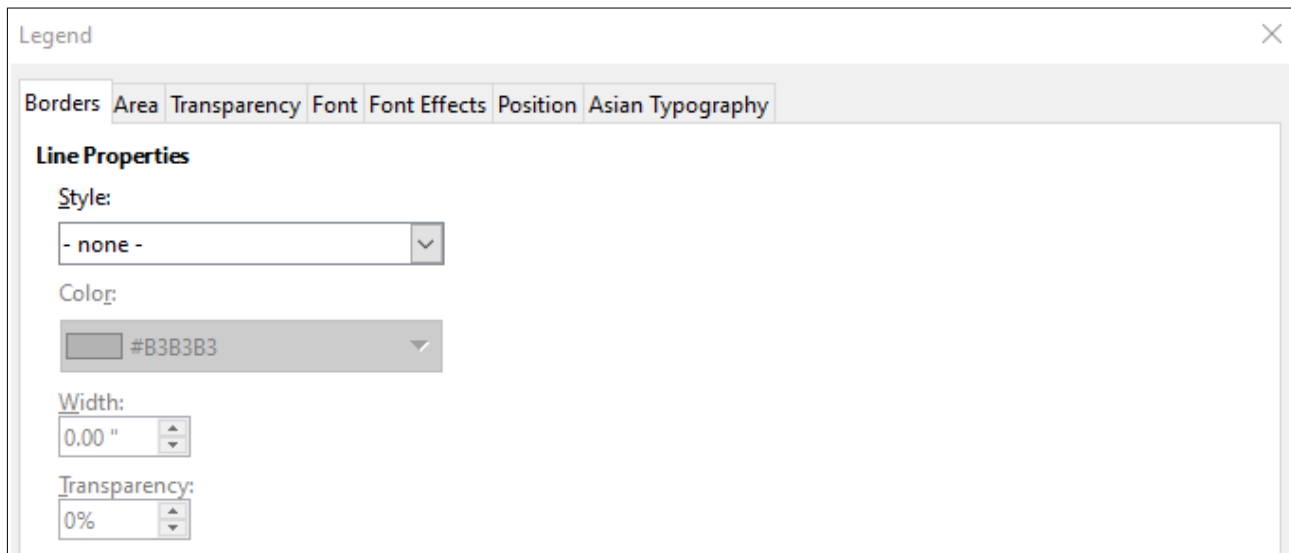 Legend
Borders Area Transparency Font Font Effects Position Asian Typography
Line Properties
Style:
- none -
Color:
#B3B3B3
Width:
0.00 "
Transparency:
0%